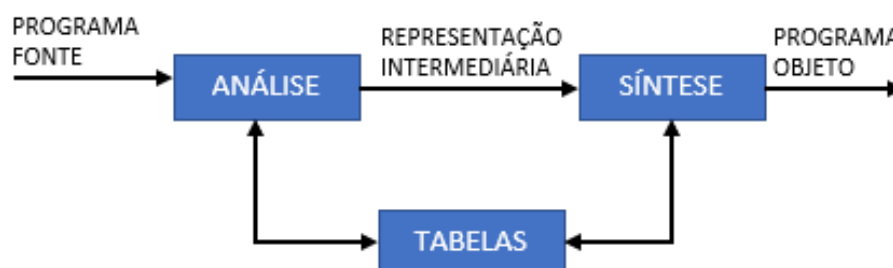 PROGRAMA
FONTE
ANÁLISE
REPRESENTAÇÃO
INTERMEDIÁRIA
SÍNTESE
PROGRAMA
OBJETO
TABELAS